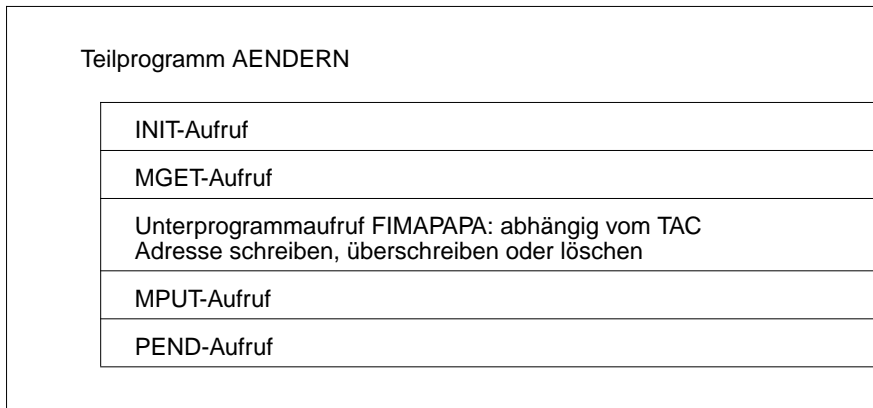 Teilprogramm AENDERN
INIT-Aufruf
MGET-Aufruf
Unterprogrammaufruf FIMAPAPA: abhängig vom TAC
Adresse schreiben, überschreiben oder löschen
MPUT-Aufruf
PEND-Aufruf